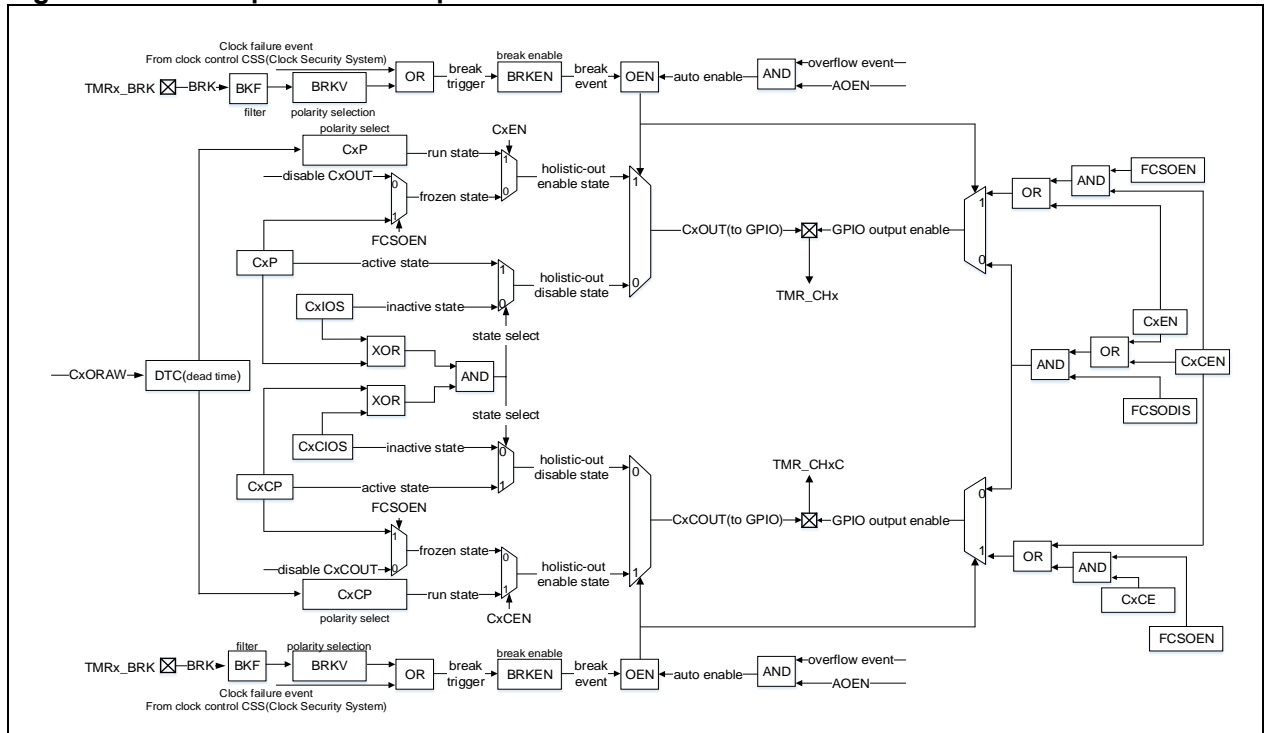 Clock failure event
From clock control CSS(Clock Security System)
TMRx_BRK
BRK
BKF
filter
BRKV
polarity selection
OR
break
trigger
break enable
BRKEN
break
event
OEN
auto enable
AND
overflow event
AOEN
polarity select
CxP
run state
CxEN
1
0
disable CxOUT
0
1
frozen state
FCSOEN
holistic-out
enable state
1
0
CxP
active state
1
0
holistic-out
disable state
CxIOS
inactive state
state select
XOR
AND
XOR
state select
CxORAW
DTC(dead time)
CxCIOS
inactive state
0
1
holistic-out
disable state
CxCP
active state
FCSOEN
1
0
frozen state
disable CxCOUT
0
1
holistic-out
enable state
CxCP
run state
polarity select
CxCEN
0
1
CxOUT(to GPIO)
GPIO output enable
TMR_CHx
1
0
OR
AND
FCSOEN
CxEN
OR
AND
CxCEN
FCSODIS
TMR_CHxC
CxCOUT(to GPIO)
GPIO output enable
0
1
OR
AND
CxCE
FCSOEN
TMRx_BRK
BRK
filter
BKF
polarity selection
BRKV
Clock failure event
From clock control CSS(Clock Security System)
OR
break
trigger
break enable
BRKEN
break
event
OEN
auto enable
AND
overflow event
AOEN